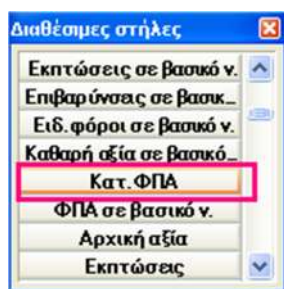 Διαθέσιμες στήλες
Εκπτώσεις σε βασικό ν.
Επιβαρύνσεις σε βασικ...
Ειδ. φόροι σε βασικό ν.
Καθαρή αξία σε βασικό...
Κατ. ΦΠΑ
ΦΠΑ σε βασικό ν.
Αρχική αξία
Εκπτώσεις